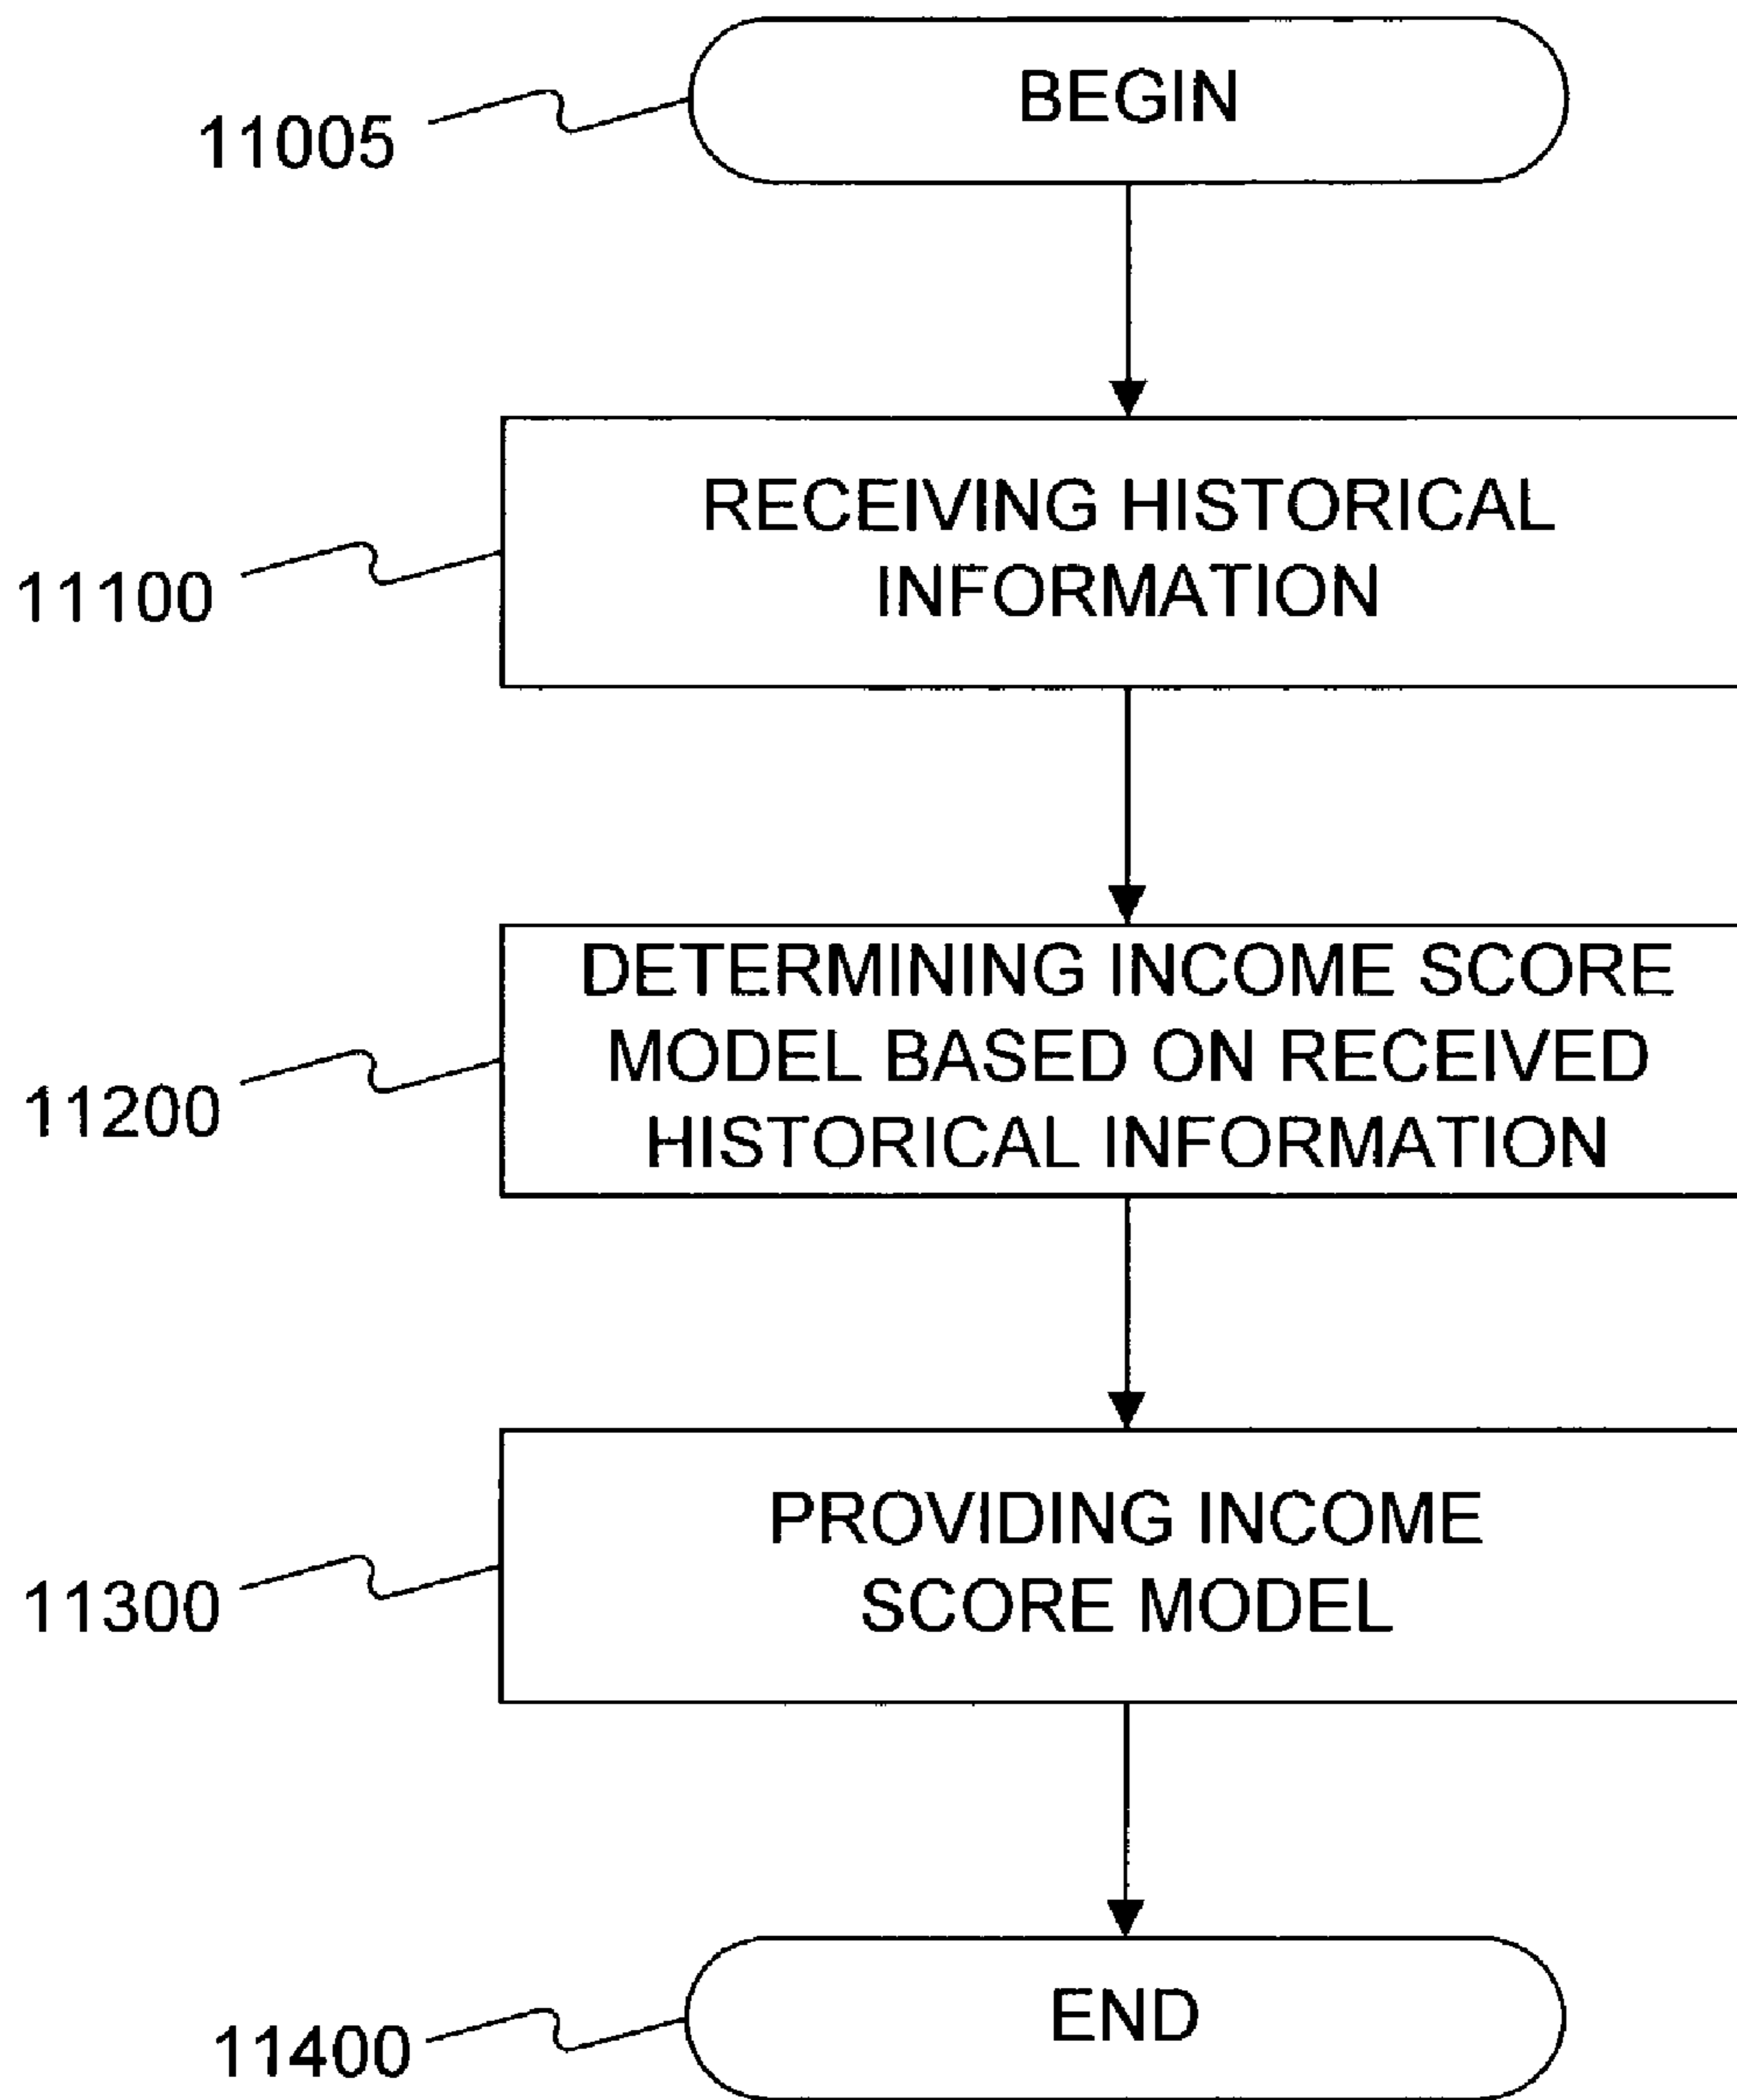 BEGIN
11005
RECEIVING HISTORICAL
INFORMATION
11100
DETERMINING INCOME SCORE
MODEL BASED ON RECEIVED
HISTORICAL INFORMATION
11200
PROVIDING INCOME
SCORE MODEL
11300
END
11400